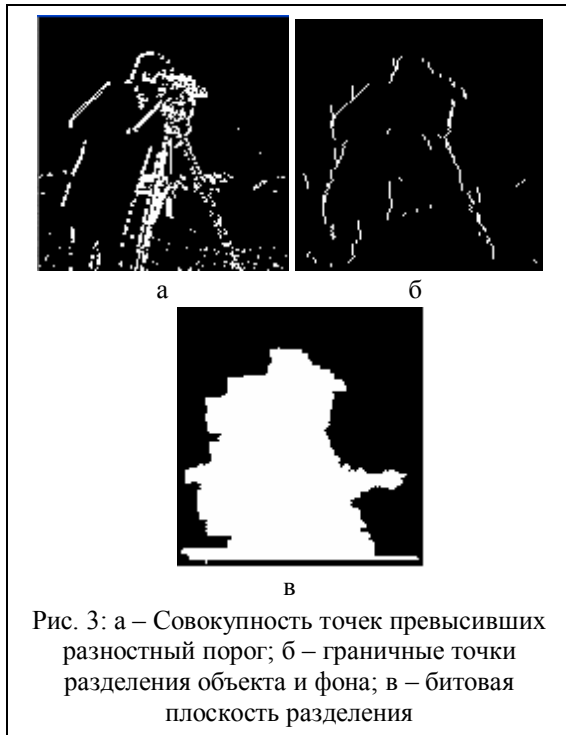 а
б
в
Рис. 3: а – Совокупность точек превысивших
разностный порог; б – граничные точки
разделения объекта и фона; в – битовая
плоскость разделения